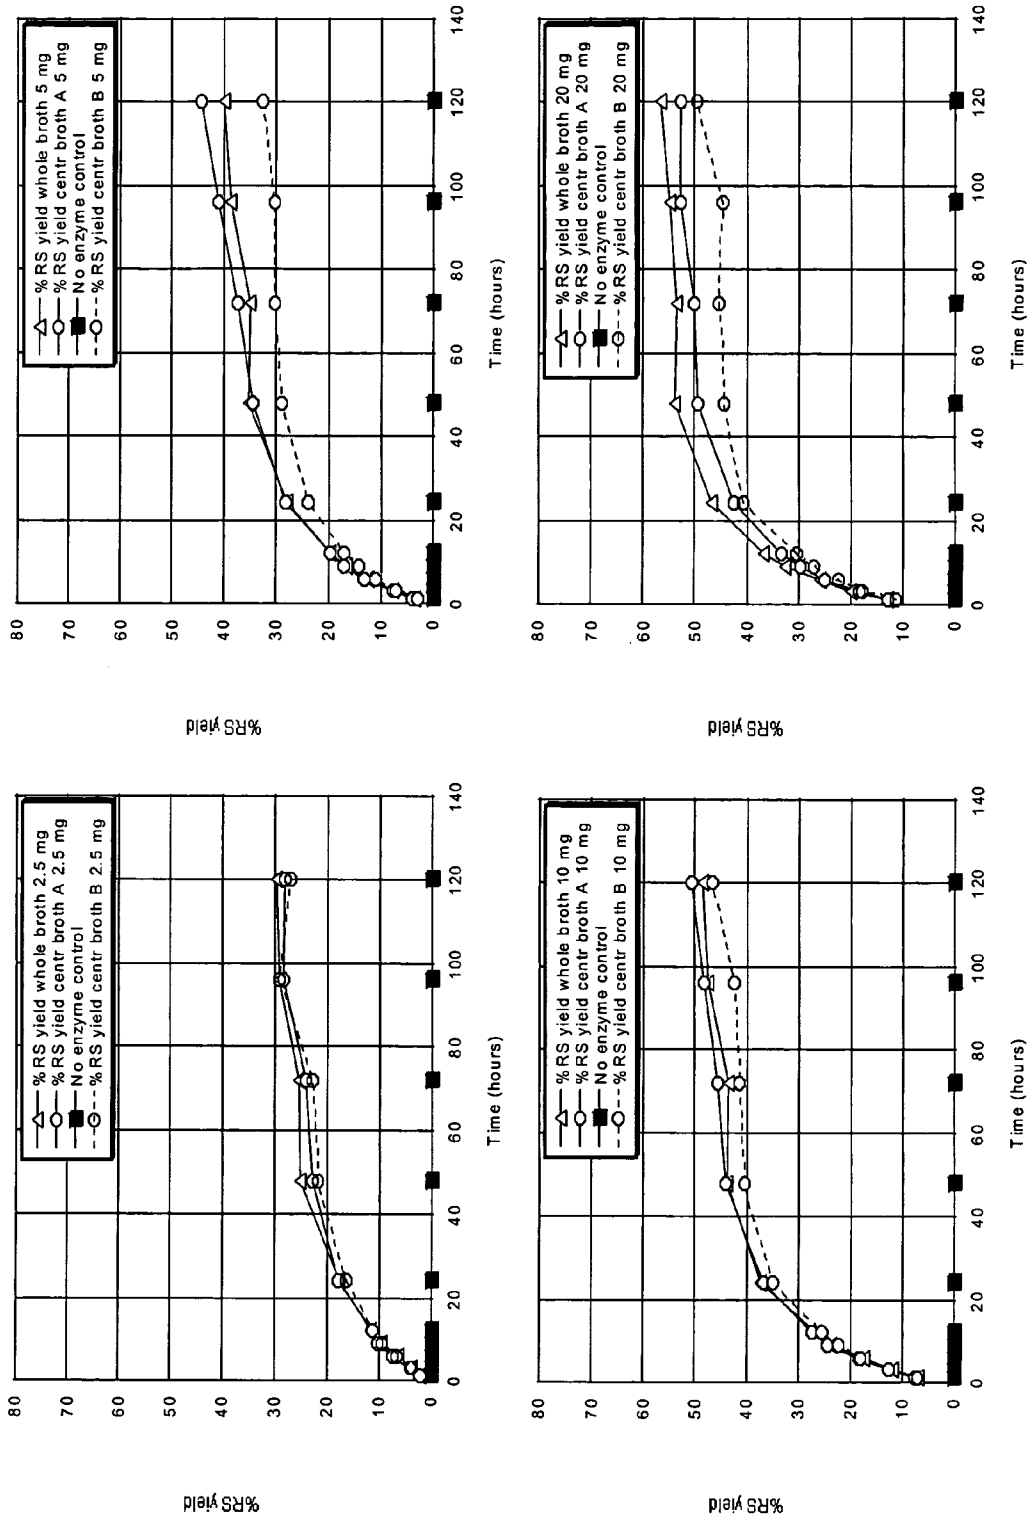 %RS yield
80
70
60
50
40
30
20
10
0
%RS yield whole broth 2.5 mg
%RS yield centr broth A 2.5 mg
No enzyme control
%RS yield centr broth B 2.5 mg
0 20 40 60 80 100 120 140
Time (hours)
%RS yield
80
70
60
50
40
30
20
10
0
%RS yield whole broth 5 mg
%RS yield centr broth A 5 mg
No enzyme control
%RS yield centr broth B 5 mg
0 20 40 60 80 100 120 140
Time (hours)
%RS yield
80
70
60
50
40
30
20
10
0
%RS yield whole broth 10 mg
%RS yield centr broth A 10 mg
No enzyme control
%RS yield centr broth B 10 mg
0 20 40 60 80 100 120 140
Time (hours)
%RS yield
80
70
60
50
40
30
20
10
0
%RS yield whole broth 20 mg
%RS yield centr broth A 20 mg
No enzyme control
%RS yield centr broth B 20 mg
0 20 40 60 80 100 120 140
Time (hours)